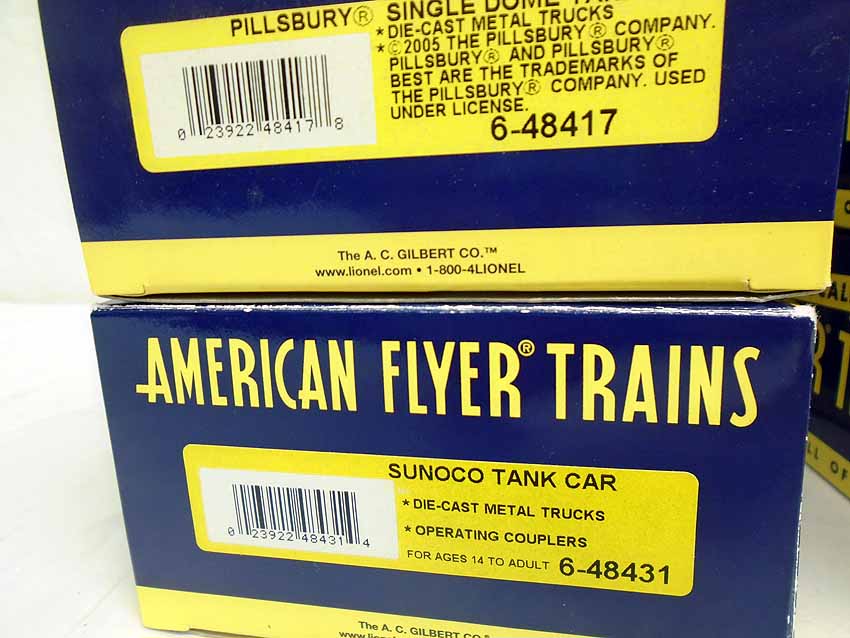 PILLSBURY® SINGLE DOME
* DIE-CAST METAL TRUCKS
* © 2005 THE PILLSBURY® COMPANY.
PILLSBURY® AND PILLSBURY®
BEST ARE THE TRADEMARKS OF
THE PILLSBURY® COMPANY. USED
UNDER LICENSE.
0 23922 48417 8
6-48417
The A. C. GILBERT CO.™
www.lionel.com • 1-800-4LIONEL
AMERICAN FLYER® TRAINS
SUNOCO TANK CAR
* DIE-CAST METAL TRUCKS
* OPERATING COUPLERS
0 23922 48431 4
FOR AGES 14 TO ADULT 6-48431
The A. C. GILBERT CO.